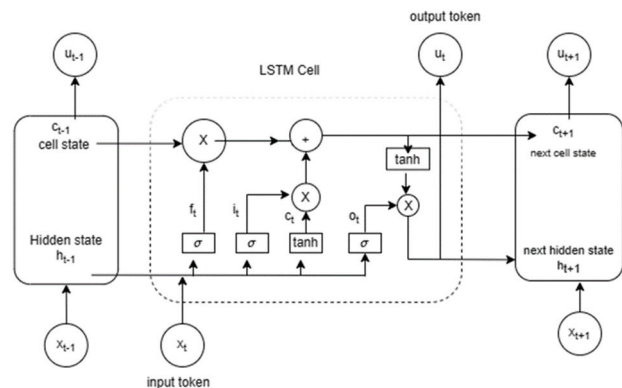 output token
u_{t-1}
u_t
u_{t+1}
LSTM Cell
c_{t-1}
cell state
X
+
c_{t+1}
next cell state
tanh
X
X
f_t
i_t
c_t
o_t
σ
σ
tanh
σ
Hidden state
h_{t-1}
next hidden state
h_{t+1}
x_{t-1}
x_t
x_{t+1}
input token